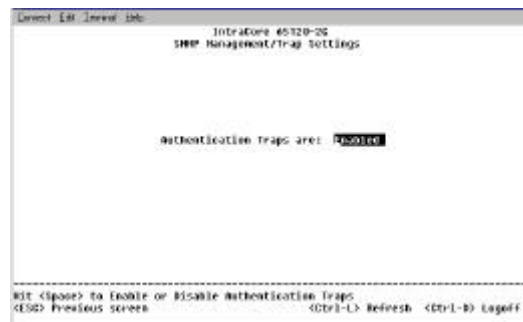 Connect Edit Terminal Help
IntraCore 65120-2G
SNMP Management/Trap Settings
Authentication Traps are: Enabled
Hit <Space> to Enable or Disable Authentication Traps
<ESC> Previous screen <Ctrl-L> Refresh <Ctrl-D> Logoff